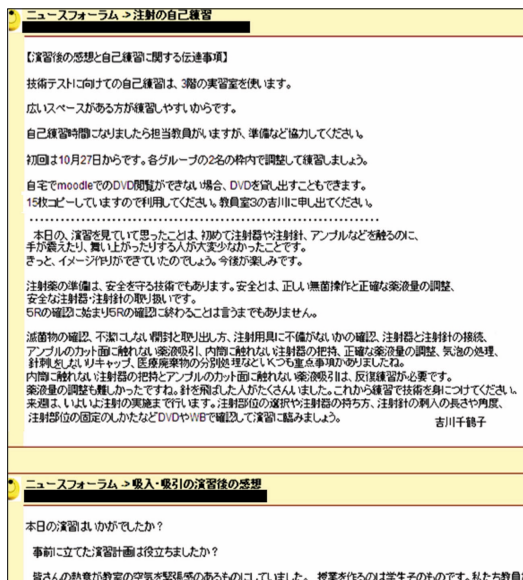 ニュースフォーラム -> 注射の自己練習
【演習後の感想と自己練習に関する伝達事項】
技術テストに向けての自己練習は、3階の実習室を使います。
広いスペースがある方が練習しやすいからです。
自己練習時間になりましたら担当教員がいますが、準備など協力してください。
初回は10月27日からです。各グループの2名の枠内で調整して練習しましょう。
自宅でmoodleでのDVD閲覧ができない場合、DVDを貸し出すこともできます。
15枚コピーしていますので利用してください。教員室3の吉川に申し出てください。
本日の、演習を見ていて思ったことは、初めて注射器や注射針、アンプルなどを触るのに、
手が震えたり、舞い上がったりする人が大変少なかったことです。
きっと、イメージ作りができていたのでしょう。今後が楽しみです。
注射薬の準備は、安全を守る技術でもあります。安全とは、正しい無菌操作と正確な薬液量の調整、
安全な注射器・注射針の取り扱いです。
5Rの確認に始まり5Rの確認に終わることは言うまでもありません。
滅菌物の確認、不潔にしない開封と取り出し方、注射用具に不備がないかの確認、注射器と注射針の接続、
アンプルのカット面に触れない薬液吸引、内筒に触れない注射器の把持、正確な薬液量の調整、気泡の処理、
針刺しをしないリキャップ、医療廃棄物の分別処理などいくつも重点事項がありましたね。
内筒に触れない注射器の把持とアンプルのカット面に触れない薬液吸引は、反復練習が必要です。
薬液量の調整も難しかったですね。針を飛ばした人がたくさんいました。これから練習で技術を身につけてください。
来週は、いよいよ注射の実施まで行います。注射部位の選択や注射器の持ち方、注射針の刺入の長さや角度、
注射部位の固定のしかたなどDVDやWBで確認して演習に臨みましょう。
吉川千鶴子
ニュースフォーラム -> 吸入・吸引の演習後の感想
本日の演習はいかがでしたか?
事前に立てた演習計画は役立ちましたか?
皆さんの熱意が教室の空気を緊張感のあるものにしていました。授業を作るのは学生そのものです。私たち教員